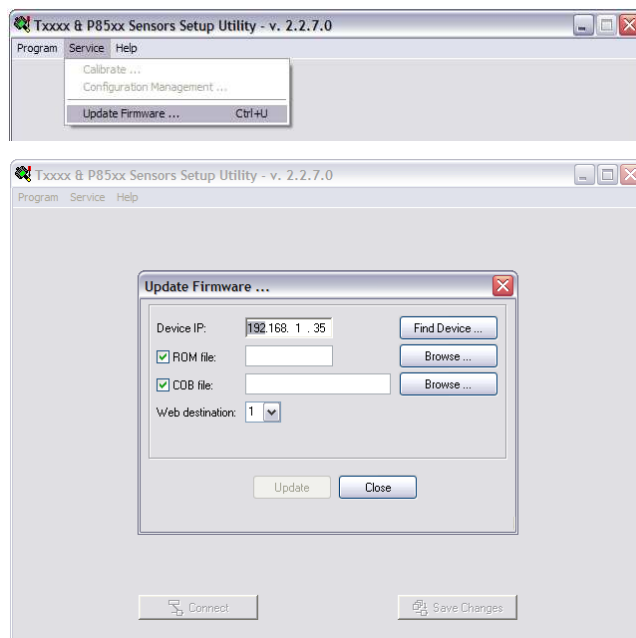 Txxxx & P85xx Sensors Setup Utility - v. 2.2.7.0
Program Service Help
Calibrate ...
Configuration Management ...
Update Firmware ... Ctrl+U
Txxxx & P85xx Sensors Setup Utility - v. 2.2.7.0
Program Service Help
Update Firmware ...
Device IP: 192.168. 1 . 35 Find Device ...
ROM file: Browse ...
COB file: Browse ...
Web destination: 1
Update Close
Connect Save Changes